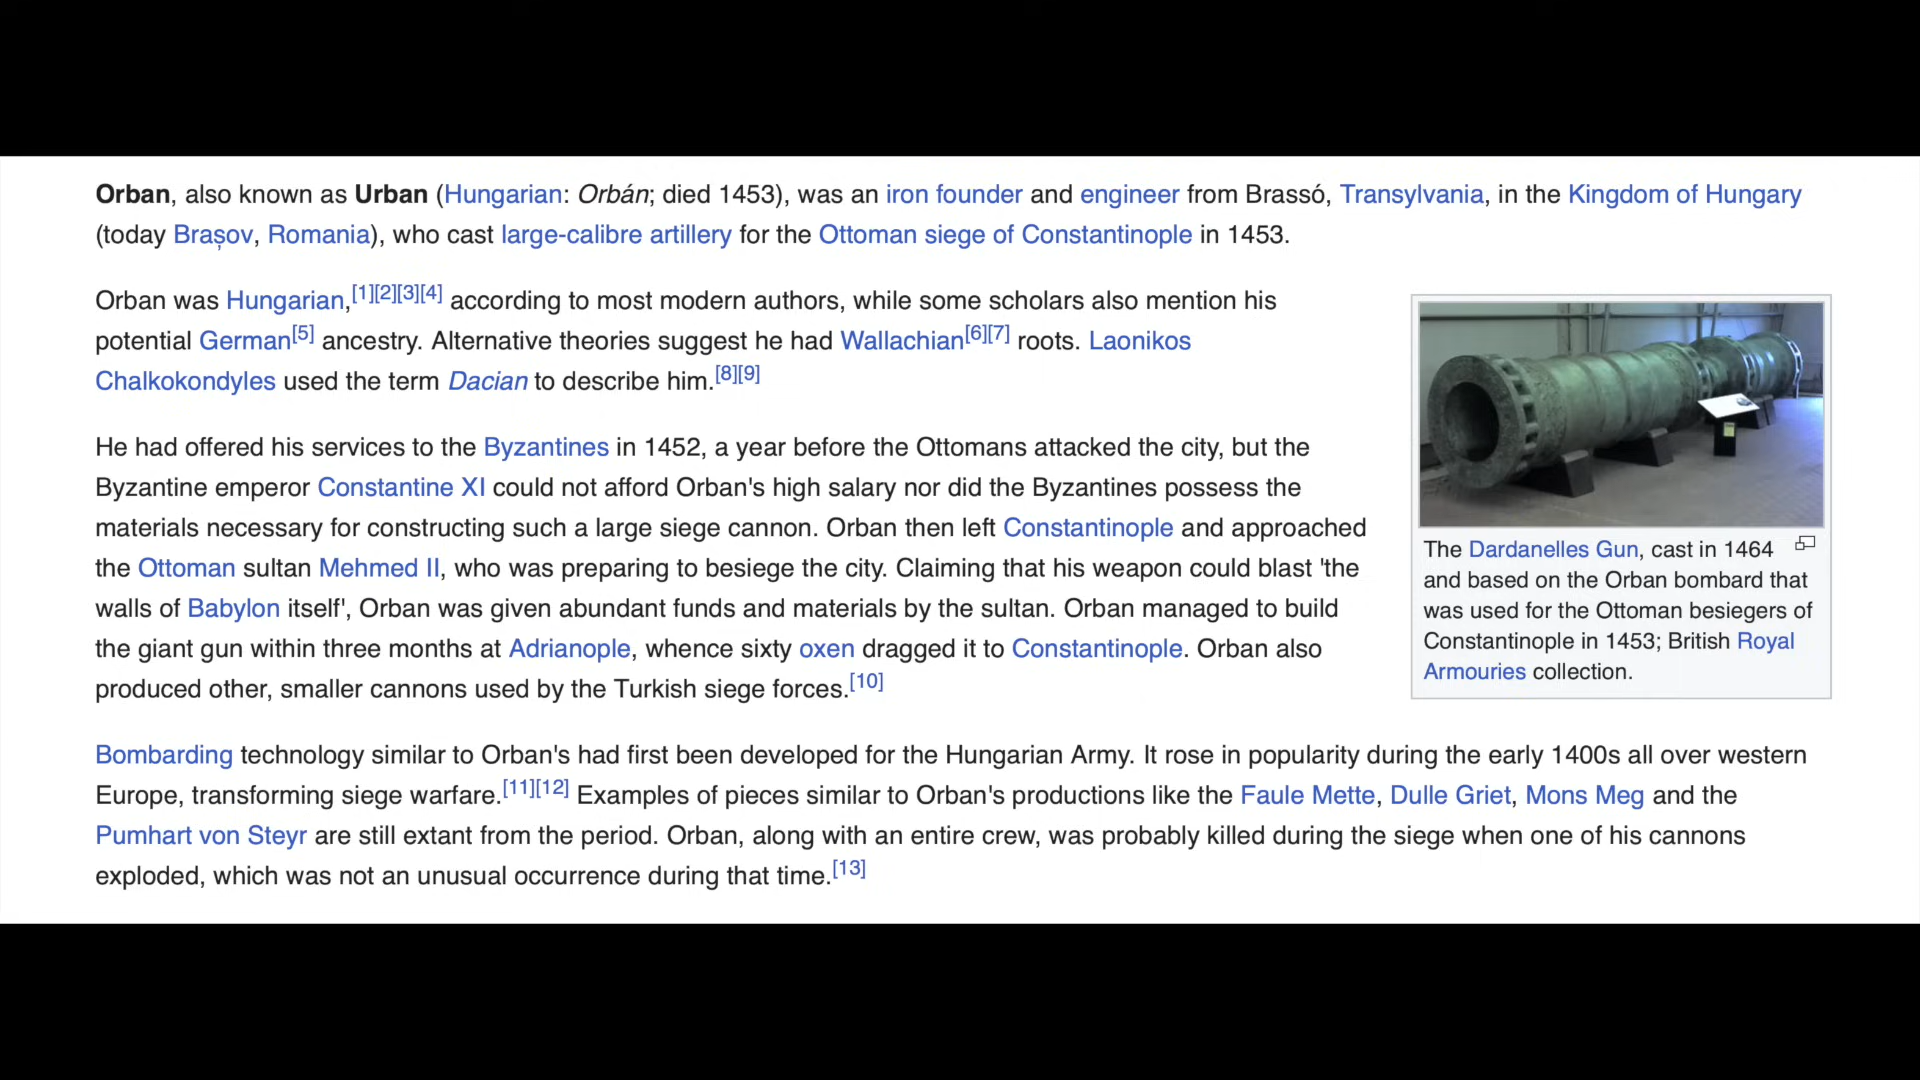 Orban, also known as Urban (Hungarian: Orbán; died 1453), was an iron founder and engineer from Brassó, Transylvania, in the Kingdom of Hungary
(today Brașov, Romania), who cast large-calibre artillery for the Ottoman siege of Constantinople in 1453.
Orban was Hungarian,[1][2][3][4] according to most modern authors, while some scholars also mention his
potential German[5] ancestry. Alternative theories suggest he had Wallachian[6][7] roots. Laonikos
Chalkokondyles used the term Dacian to describe him.[8][9]
He had offered his services to the Byzantines in 1452, a year before the Ottomans attacked the city, but the
Byzantine emperor Constantine XI could not afford Orban's high salary nor did the Byzantines possess the
materials necessary for constructing such a large siege cannon. Orban then left Constantinople and approached
the Ottoman sultan Mehmed II, who was preparing to besiege the city. Claiming that his weapon could blast 'the
walls of Babylon itself', Orban was given abundant funds and materials by the sultan. Orban managed to build
the giant gun within three months at Adrianople, whence sixty oxen dragged it to Constantinople. Orban also
produced other, smaller cannons used by the Turkish siege forces.[10]
The Dardanelles Gun, cast in 1464
and based on the Orban bombard that
was used for the Ottoman besiegers of
Constantinople in 1453; British Royal
Armouries collection.
Bombarding technology similar to Orban's had first been developed for the Hungarian Army. It rose in popularity during the early 1400s all over western
Europe, transforming siege warfare.[11][12] Examples of pieces similar to Orban's productions like the Faule Mette, Dulle Griet, Mons Meg and the
Pumhart von Steyr are still extant from the period. Orban, along with an entire crew, was probably killed during the siege when one of his cannons
exploded, which was not an unusual occurrence during that time.[13]